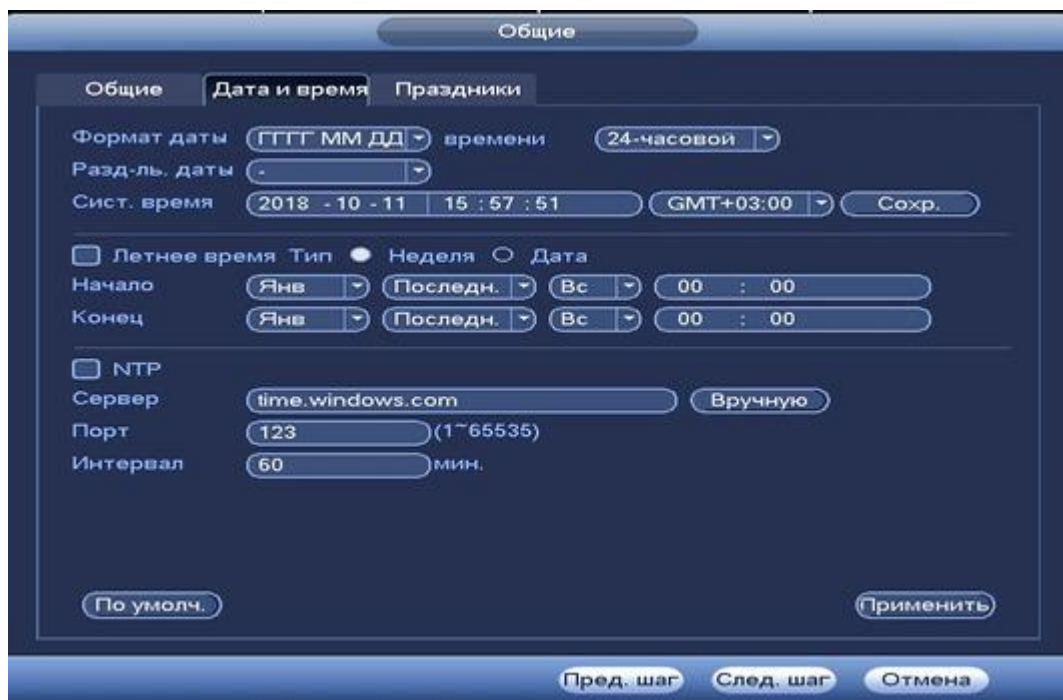 Общие
Общие Дата и время Праздники
Формат даты ГГГГ ММ ДД времени 24-часовой
Разд-ль. даты -
Сист. время 2018 - 10 - 11 15 : 57 : 51 GMT+03:00 Сохр.
Летнее время Тип Неделя Дата
Начало Янв Последн. Вс 00 : 00
Конец Янв Последн. Вс 00 : 00
NTP
Сервер time.windows.com Вручную
Порт 123 (1~65535)
Интервал 60 мин.
По умолч. Применить
Пред. шаг След. шаг Отмена